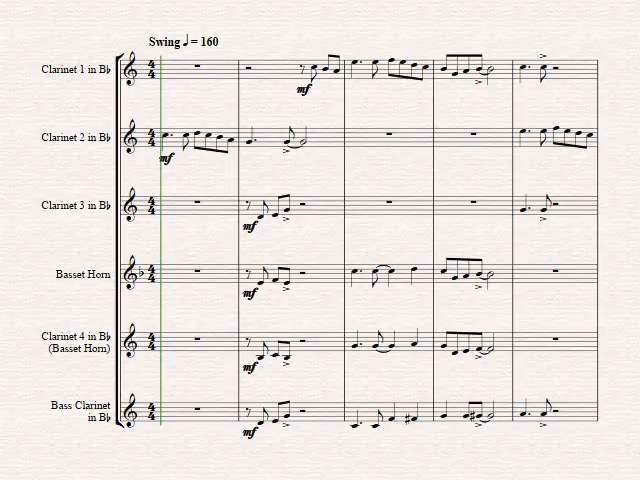 Swing ♩ = 160
Clarinet 1 in B♭
mf
Clarinet 2 in B♭
mf
Clarinet 3 in B♭
mf
Basset Horn
mf
Clarinet 4 in B♭
(Basset Horn)
mf
Bass Clarinet
in B♭
mf